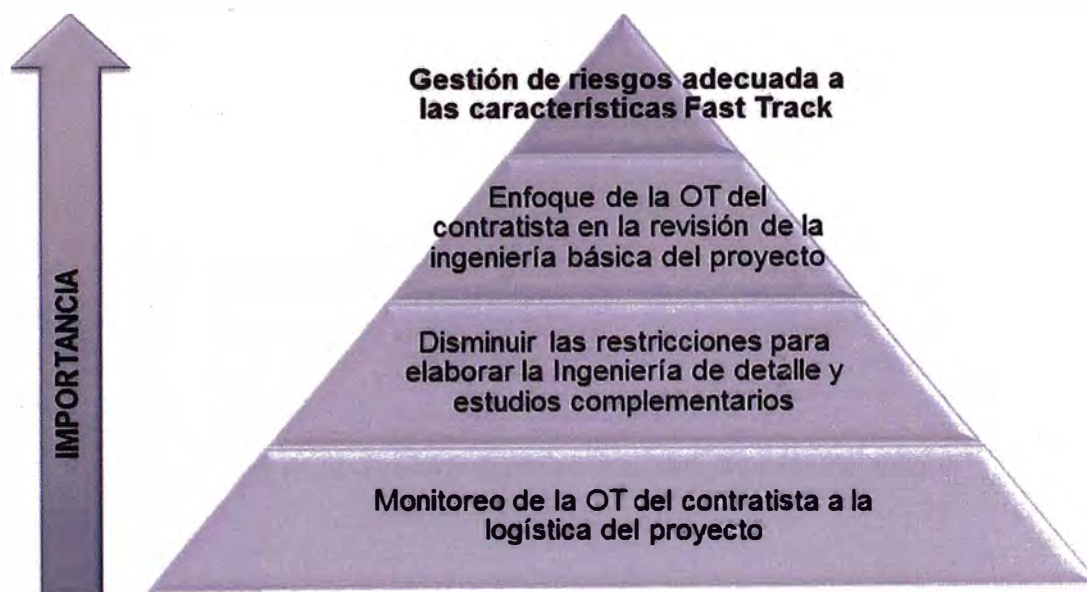 Gestión de riesgos adecuada a
las características Fast Track
Enfoque de la OT del
contratista en la revisión de la
ingeniería básica del proyecto
Disminuir las restricciones para
elaborar la Ingeniería de detalle y
estudios complementarios
Monitoreo de la OT del contratista a la
logística del proyecto
IMPORTANCIA